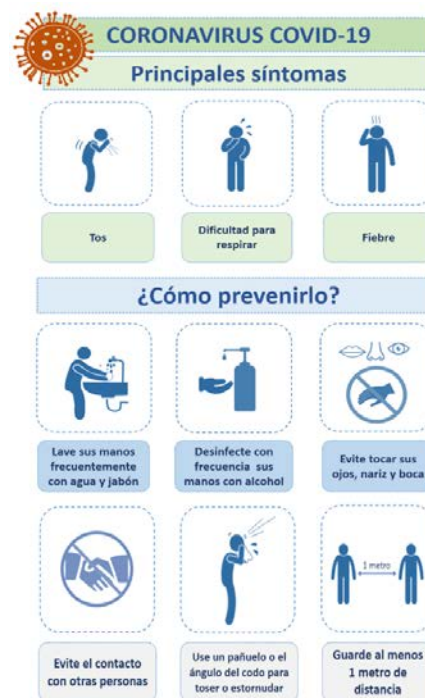 CORONAVIRUS COVID-19
Principales síntomas
Tos
Dificultad para
respirar
Fiebre
¿Cómo prevenirlo?
Lave sus manos
frecuentemente
con agua y jabón
Desinfecte con
frecuencia sus
manos con alcohol
Evite tocar sus
ojos, nariz y boca
1 metro
Evite el contacto
con otras personas
Use un pañuelo o el
ángulo del codo para
toser o estornudar
Guarde al menos
1 metro de
distancia